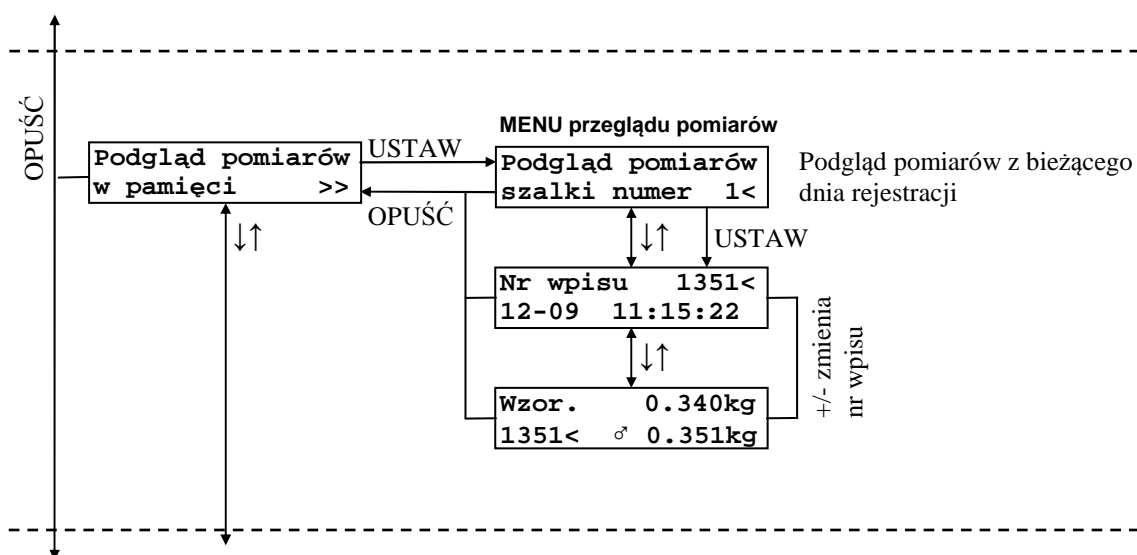 OPUŚĆ
Podgląd pomiarów
w pamięci >>
USTAW
OPUŚĆ
↓↑
MENU przeglądu pomiarów
Podgląd pomiarów
szalki numer 1<
Podgląd pomiarów z bieżącego
dnia rejestracji
↓↑
USTAW
Nr wpisu 1351<
12-09 11:15:22
↓↑
+/- zmienia
nr wpisu
Wzor. 0.340kg
1351< ♂ 0.351kg